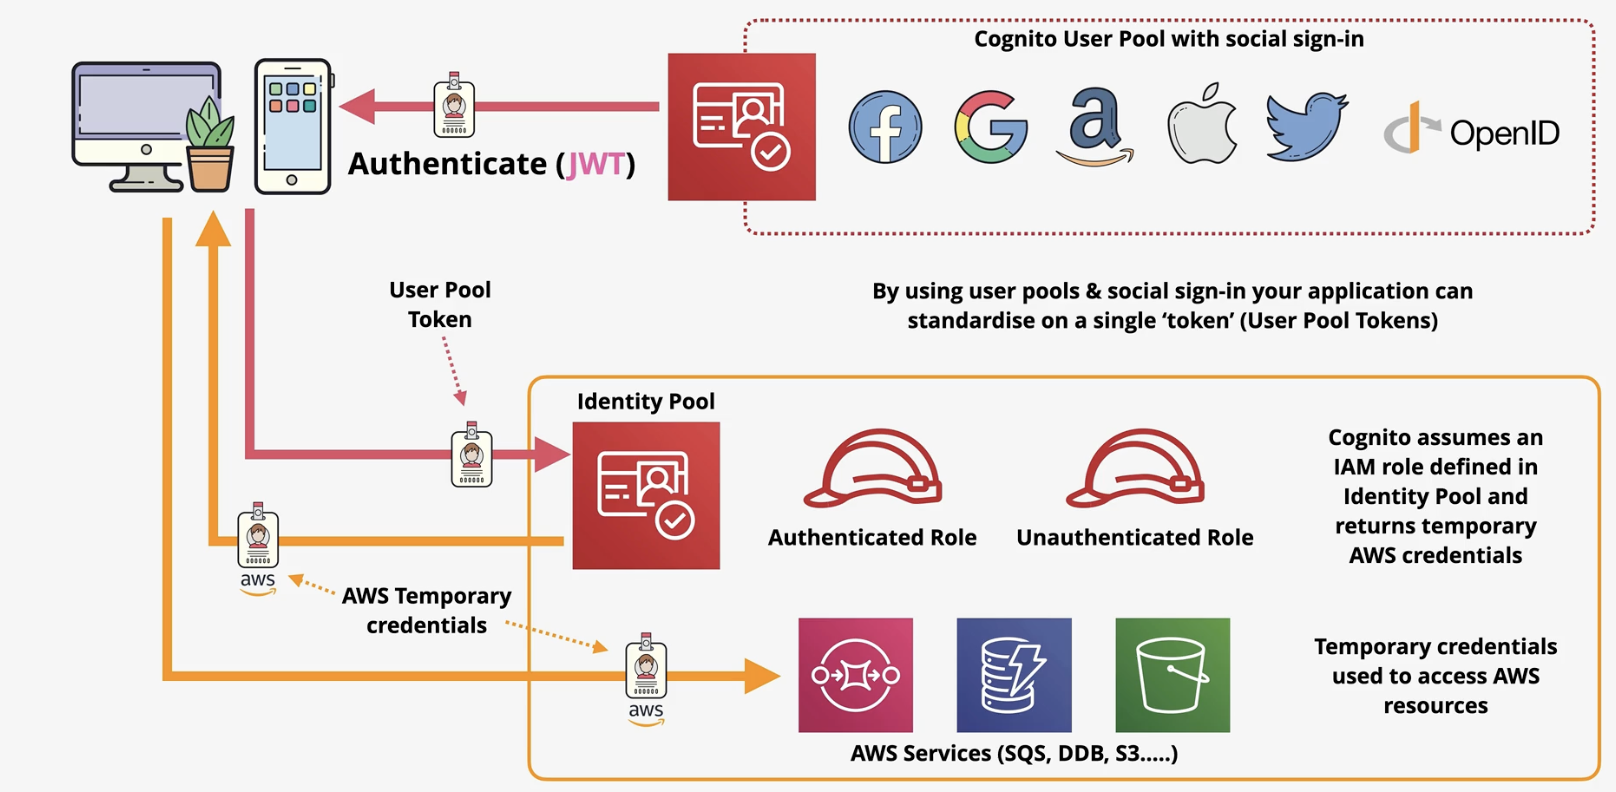 Cognito User Pool with social sign-in
f
G
a
OpenID
Authenticate (JWT)
User Pool
Token
By using user pools & social sign-in your application can
standardise on a single ‘token’ (User Pool Tokens)
Identity Pool
Authenticated Role
Unauthenticated Role
Cognito assumes an
IAM role defined in
Identity Pool and
returns temporary
AWS credentials
aws
AWS Temporary
credentials
aws
Temporary credentials
used to access AWS
resources
AWS Services (SQS, DDB, S3.....)